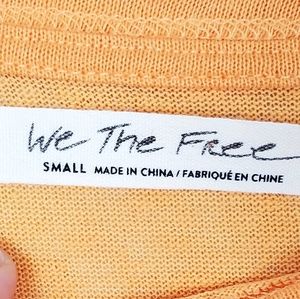 We The Free
SMALL MADE IN CHINA / FABRIQUÉ EN CHINE